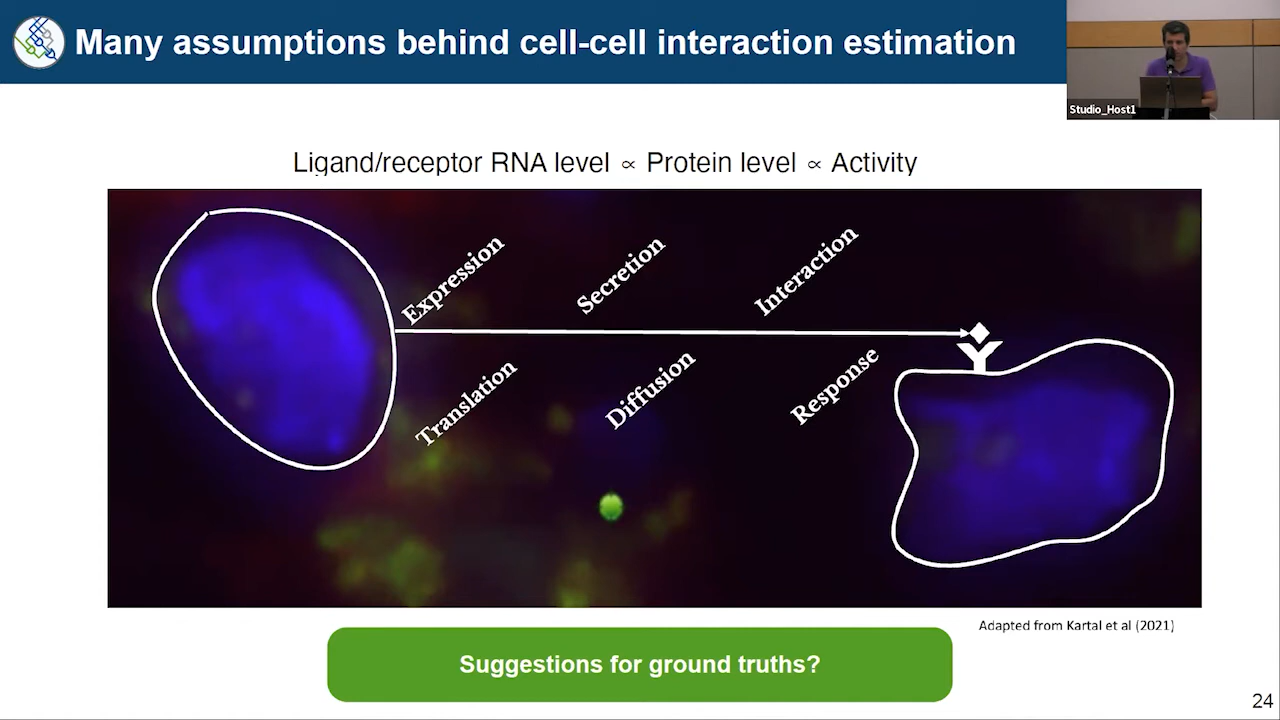 Many assumptions behind cell-cell interaction estimation
Studio_Host1
Ligand/receptor RNA level ∝ Protein level ∝ Activity
Expression
Secretion
Interaction
Translation
Diffusion
Response
Adapted from Kartal et al (2021)
Suggestions for ground truths?
24